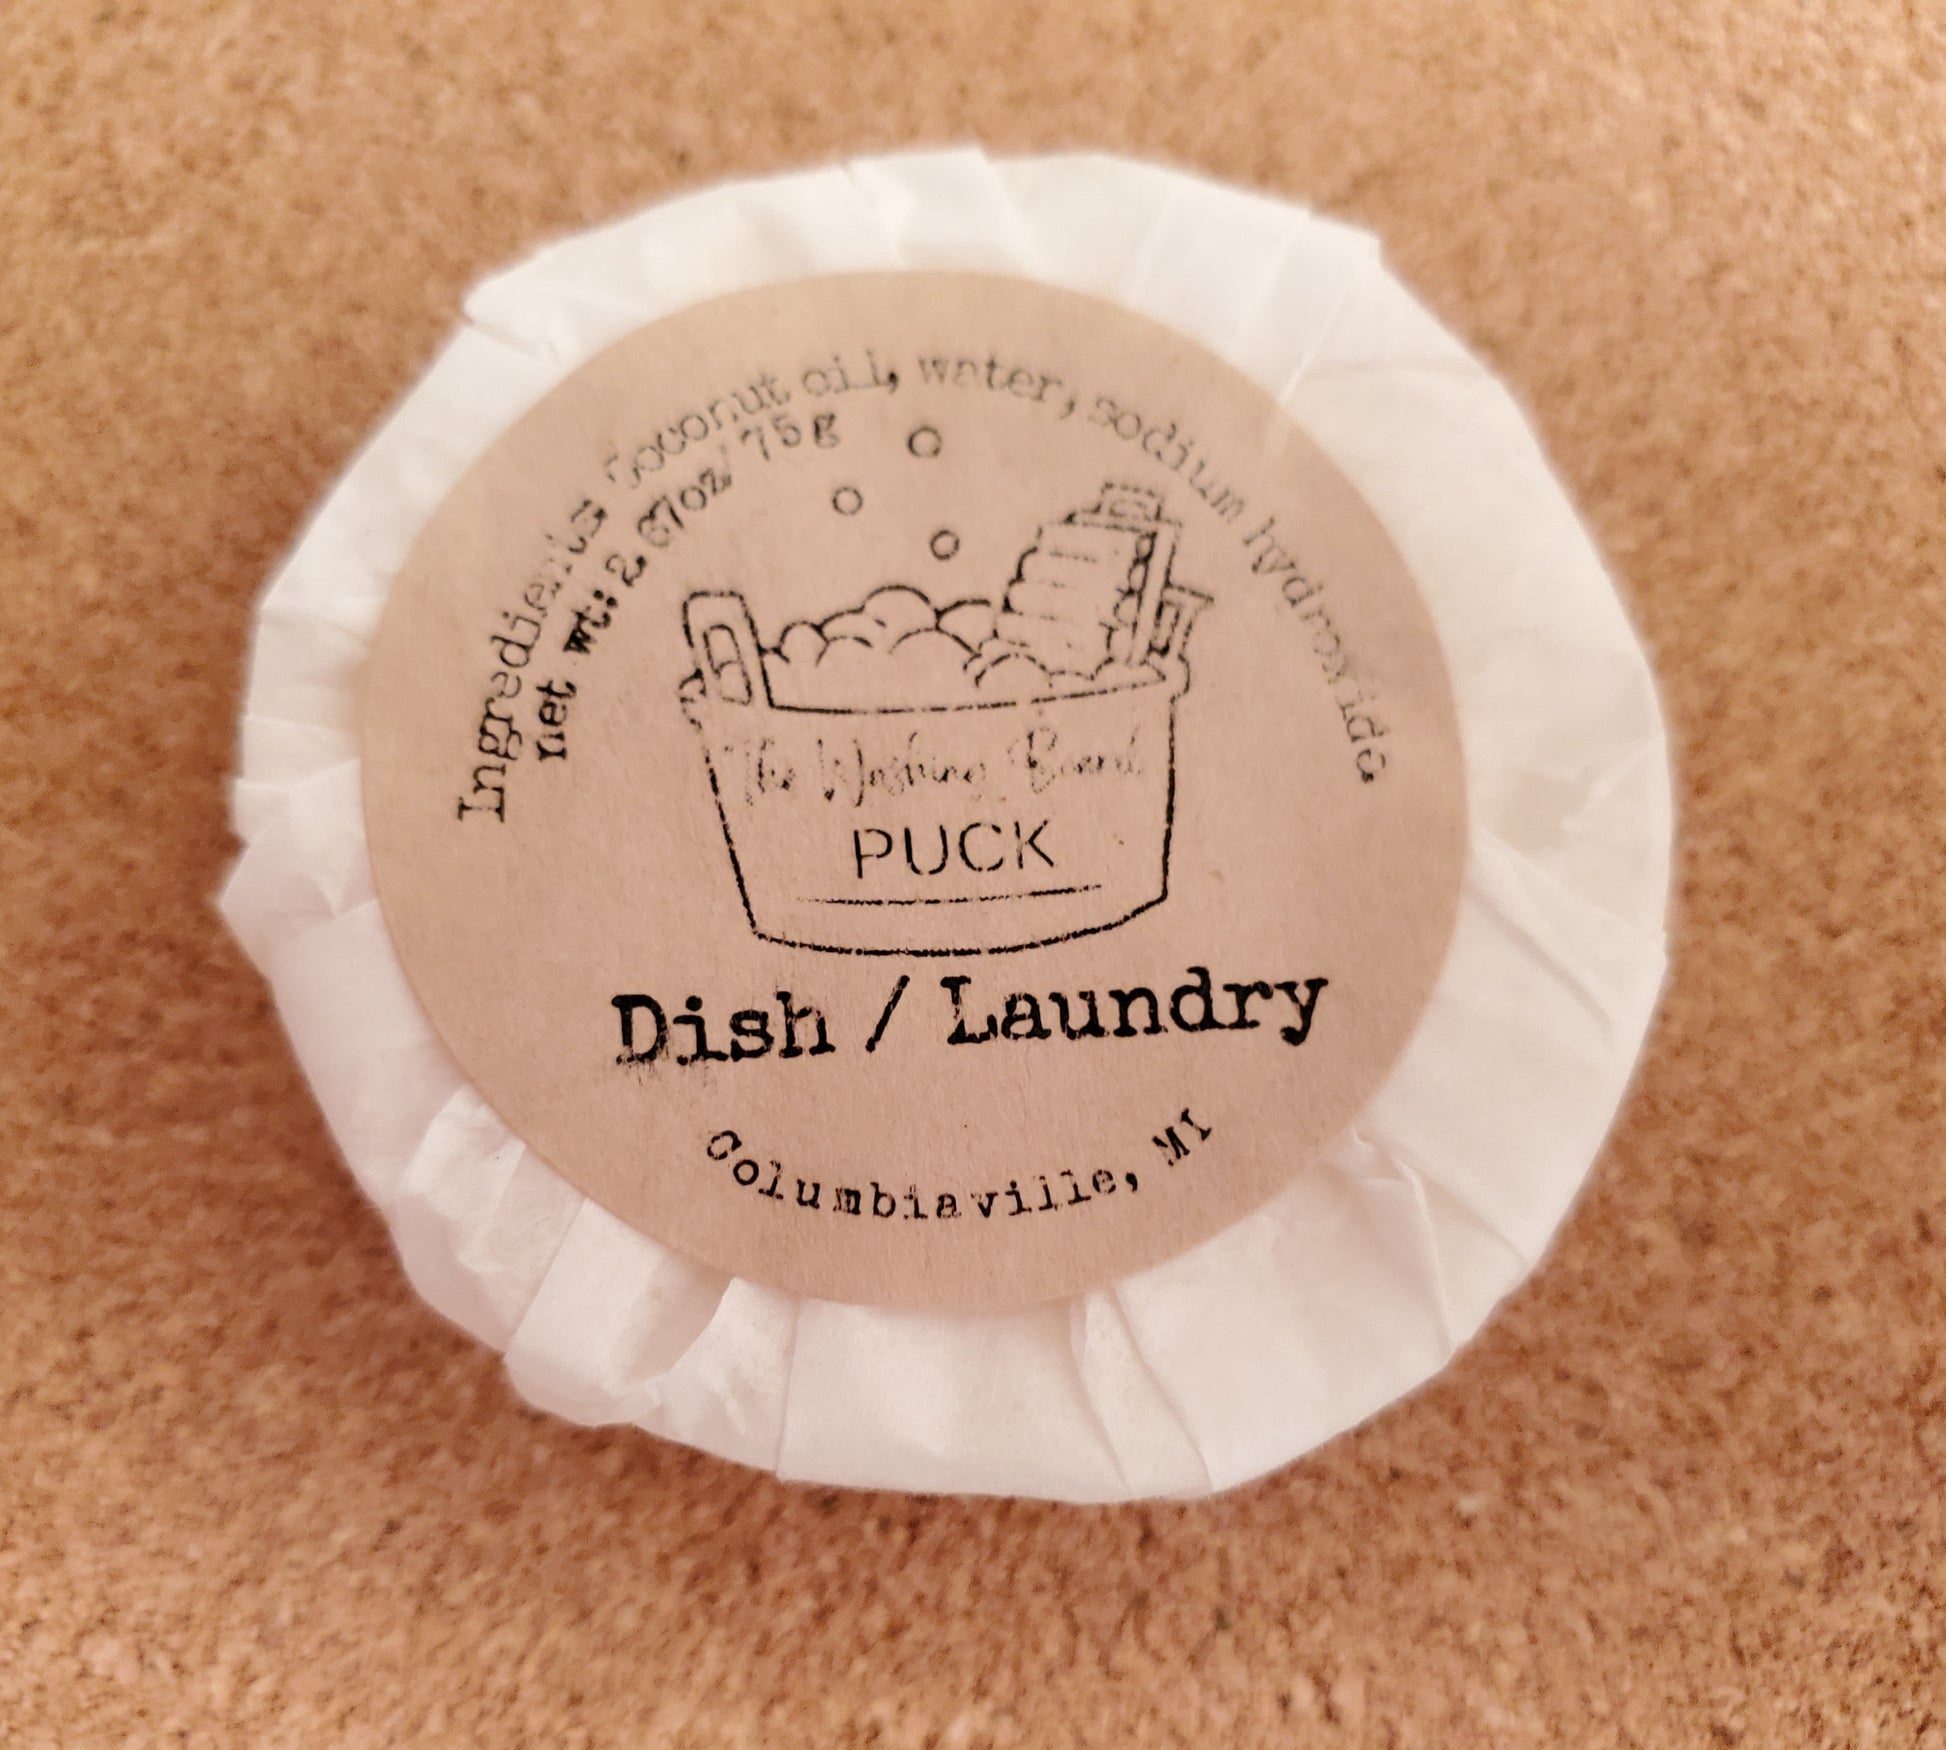 Ingredients Coconut oil, water, sodium hydroxide
net wt: 2.67oz/ 75g
The Washing Board
PUCK
Dish / Laundry
Columbiaville, MI